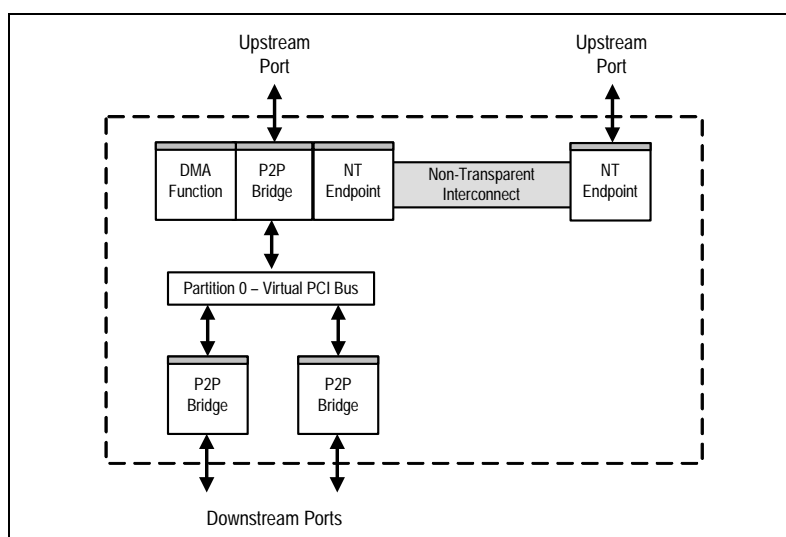 Upstream
Port
Upstream
Port
DMA
Function
P2P
Bridge
NT
Endpoint
Non-Transparent
Interconnect
NT
Endpoint
Partition 0 – Virtual PCI Bus
P2P
Bridge
P2P
Bridge
Downstream Ports